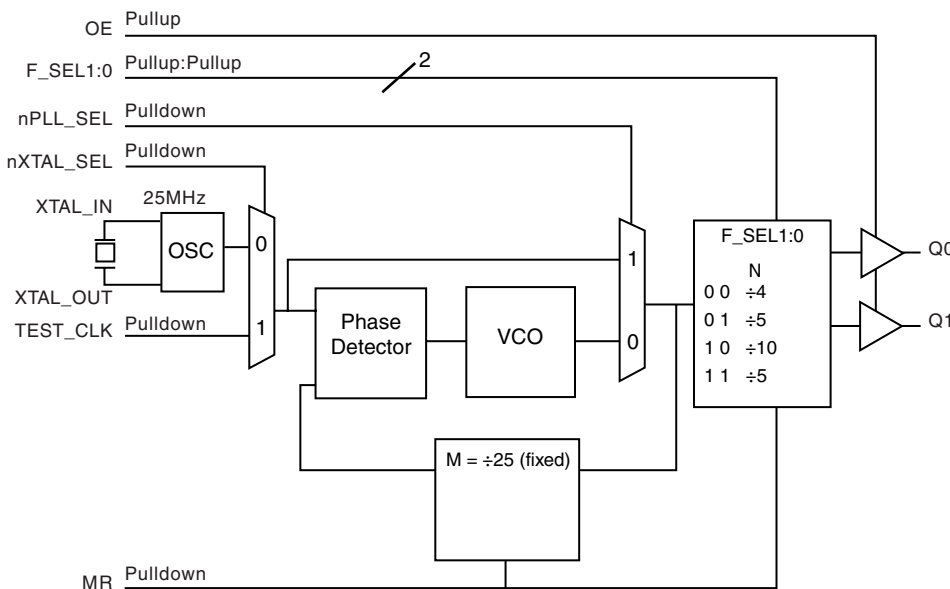 OE Pullup
F_SEL1:0 Pullup:Pullup 2
nPLL_SEL Pulldown
nXTAL_SEL Pulldown
XTAL_IN 25MHz
OSC
XTAL_OUT
TEST_CLK Pulldown
0
1
Phase
Detector
VCO
1
0
F_SEL1:0
N
0 0 ÷4
0 1 ÷5
1 0 ÷10
1 1 ÷5
Q0
Q1
M = ÷25 (fixed)
MR Pulldown